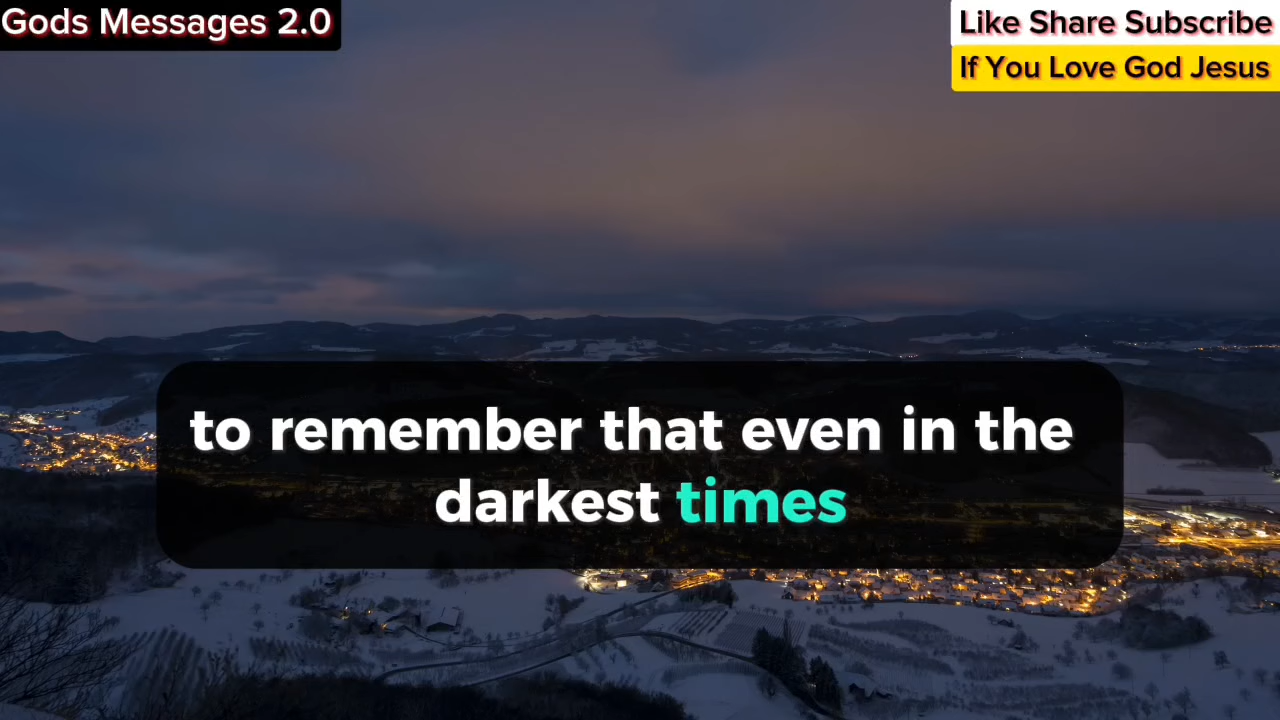 Gods Messages 2.0
Like Share Subscribe
If You Love God Jesus
to remember that even in the
darkest times